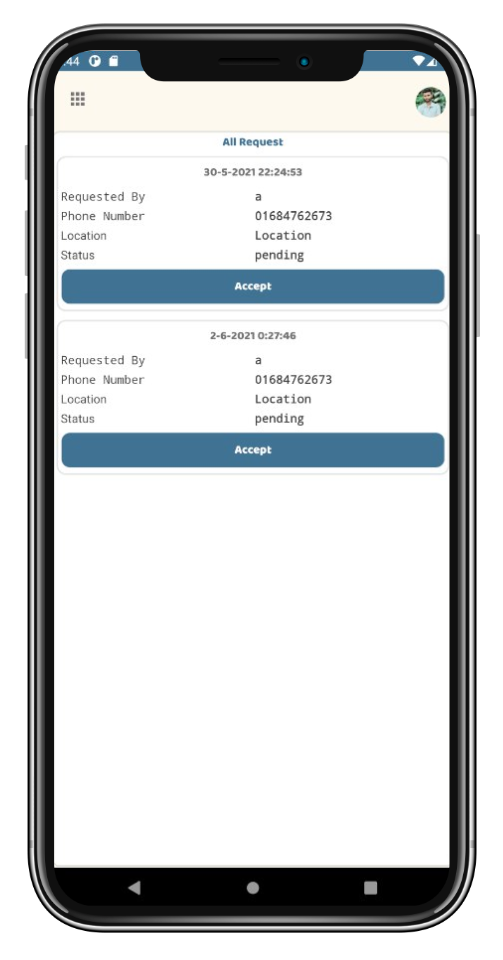 :44
All Request
30-5-2021 22:24:53
Requested By a
Phone Number 01684762673
Location Location
Status pending
Accept
2-6-2021 0:27:46
Requested By a
Phone Number 01684762673
Location Location
Status pending
Accept